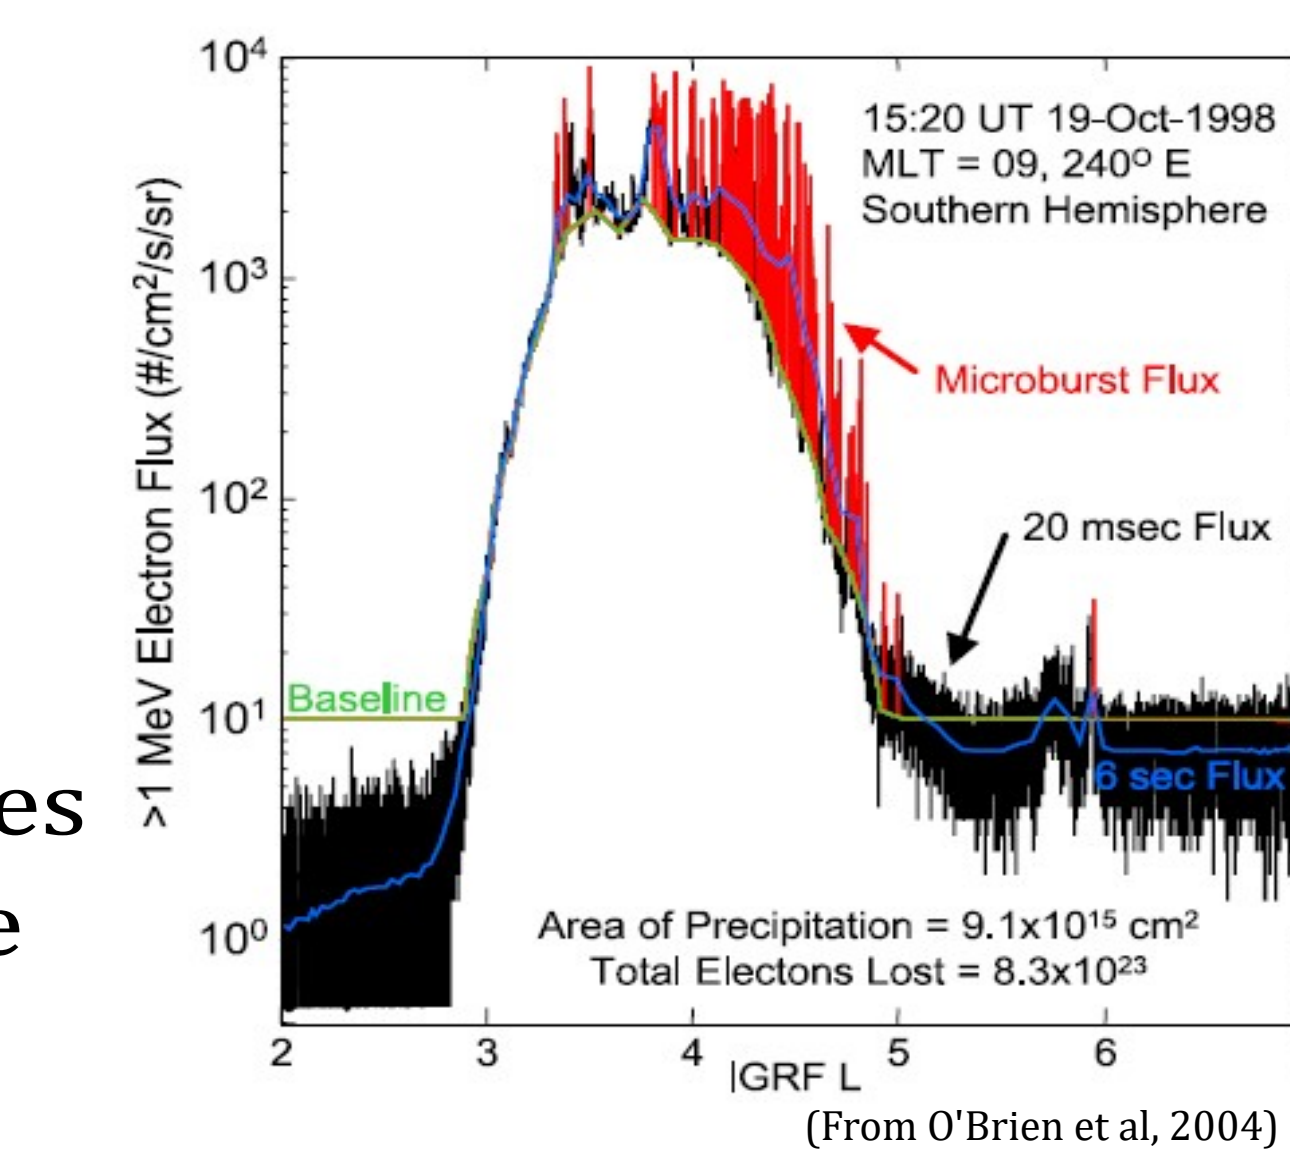 10⁴
15:20 UT 19-Oct-1998
MLT = 09, 240ᴼ E
Southern Hemisphere
>1 MeV Electron Flux (#/cm²/s/sr)
10³
Microburst Flux
10²
20 msec Flux
Baseline
10¹
6 sec Flux
es
e
10⁰
Area of Precipitation = 9.1x10¹⁵ cm²
Total Electons Lost = 8.3x10²³
2 3 4 5 6
IGRF L
(From O'Brien et al, 2004)